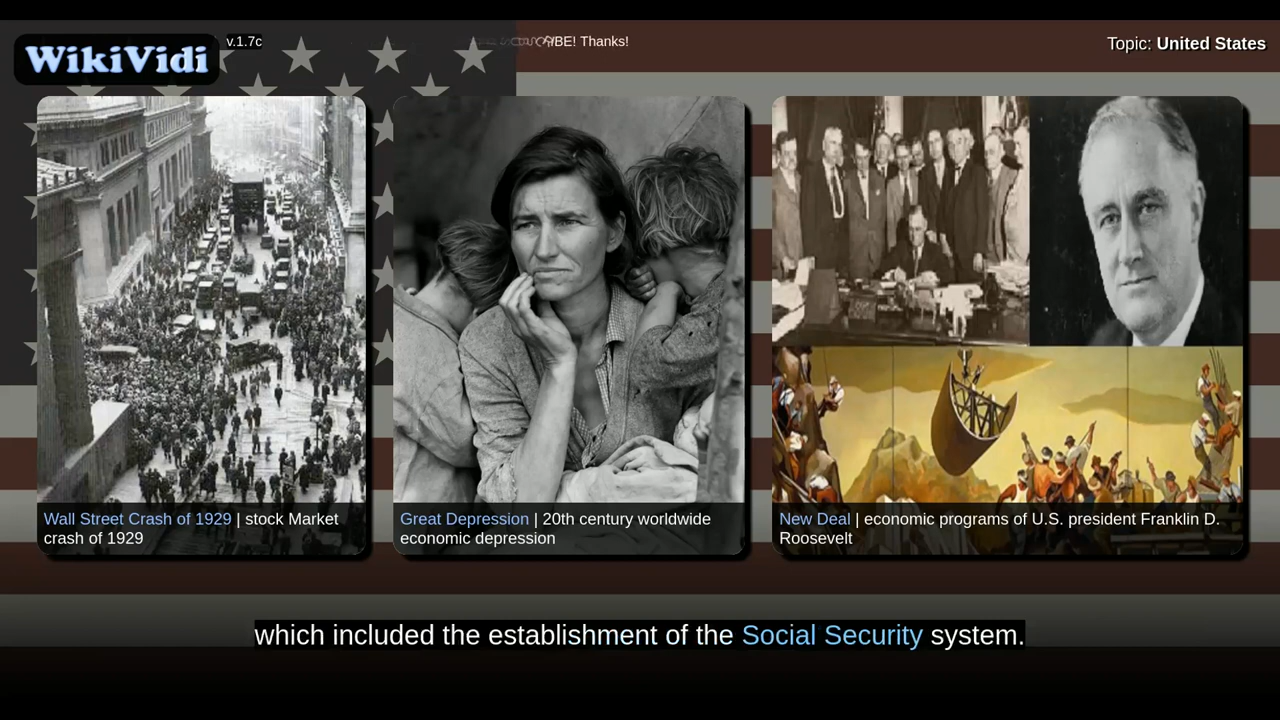 WikiVidi
v.1.7c
BE! Thanks!
Topic: United States
Wall Street Crash of 1929 | stock Market
crash of 1929
Great Depression | 20th century worldwide
economic depression
New Deal | economic programs of U.S. president Franklin D.
Roosevelt
which included the establishment of the Social Security system.